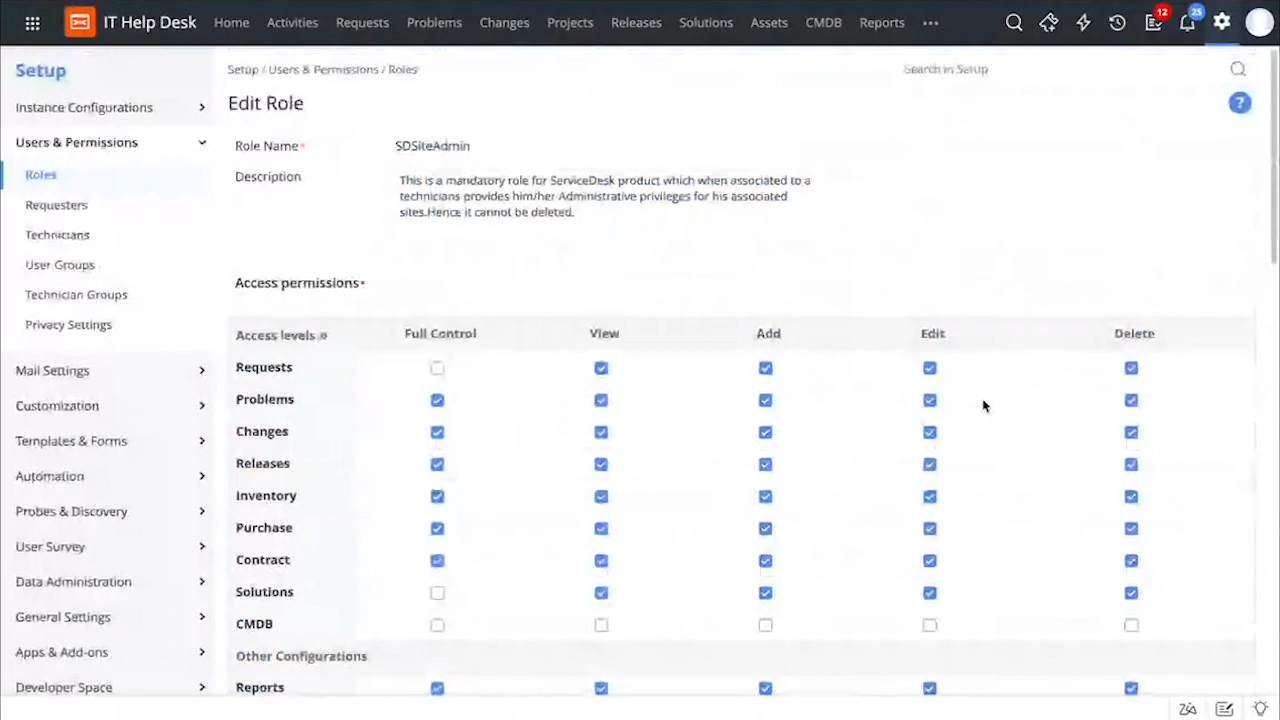 IT Help Desk Home Activities Requests Problems Changes Projects Releases Solutions Assets CMDB Reports ••• 12 25
Setup
Setup / Users & Permissions / Roles
Search in Setup
Instance Configurations
Edit Role
?
Users & Permissions
Role Name*
SDSiteAdmin
Roles
Description
This is a mandatory role for ServiceDesk product which when associated to a
technicians provides him/her Administrative privileges for his associated
sites.Hence it cannot be deleted.
Requesters
Technicians
User Groups
Technician Groups
Privacy Settings
Access permissions*
Access levels
Full Control
View
Add
Edit
Delete
Mail Settings
Requests
Customization
Problems
Templates & Forms
Changes
Automation
Releases
Probes & Discovery
Inventory
User Survey
Purchase
Data Administration
Contract
General Settings
Solutions
Apps & Add-ons
CMDB
Other Configurations
Developer Space
Reports